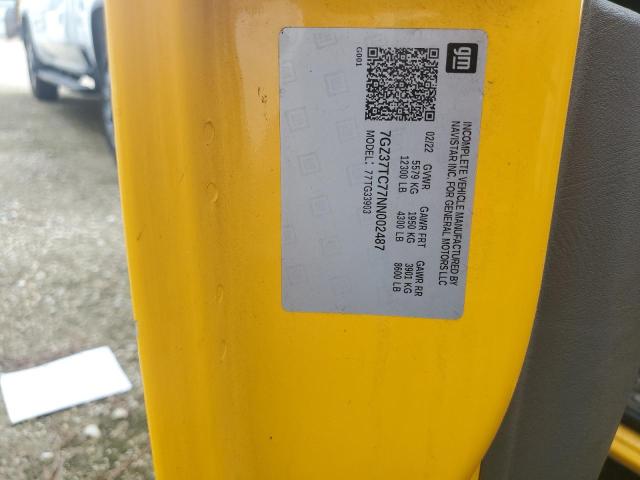 gm
INCOMPLETE VEHICLE MANUFACTURED BY
NAVISTAR INC. FOR GENERAL MOTORS LLC
02/22 GVWR GAWR FRT GAWR RR
5579 KG 1950 KG 3901 KG
12300 LB 4300 LB 8600 LB
7GZ37TC77NN002487
MODEL: 77TG33903
G001